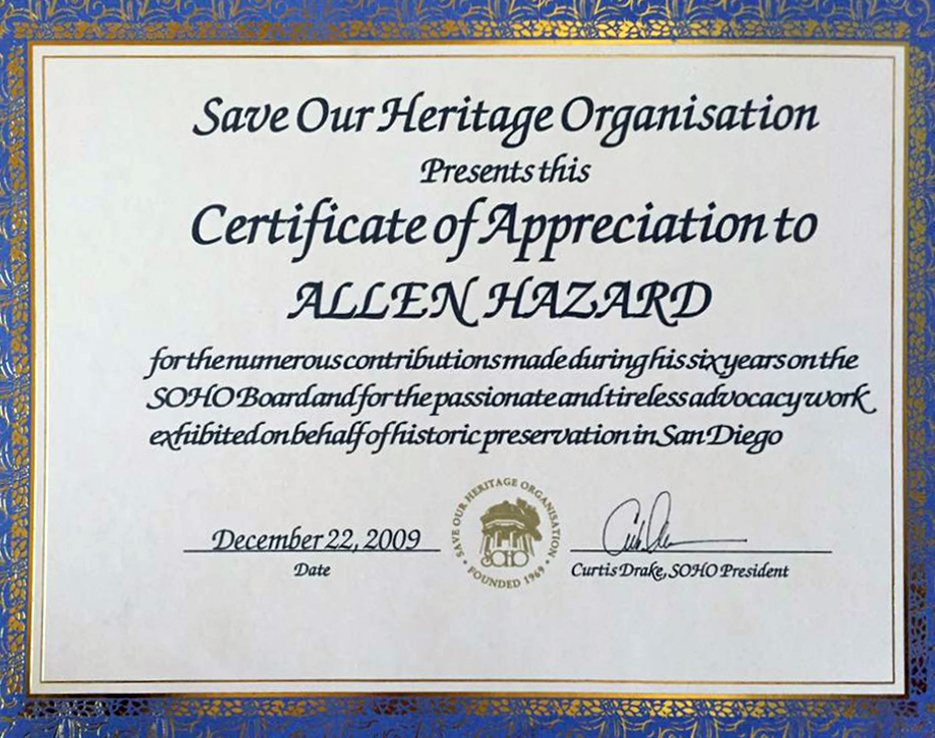 Save Our Heritage Organisation
Presents this
Certificate of Appreciation to
ALLEN HAZARD
for the numerous contributions made during his six years on the
SOHO Board and for the passionate and tireless advocacy work
exhibited on behalf of historic preservation in San Diego
December 22, 2009
Date
SAVE OUR HERITAGE ORGANISATION
SOHO
• FOUNDED 1969 •
Curtis Drake, SOHO President